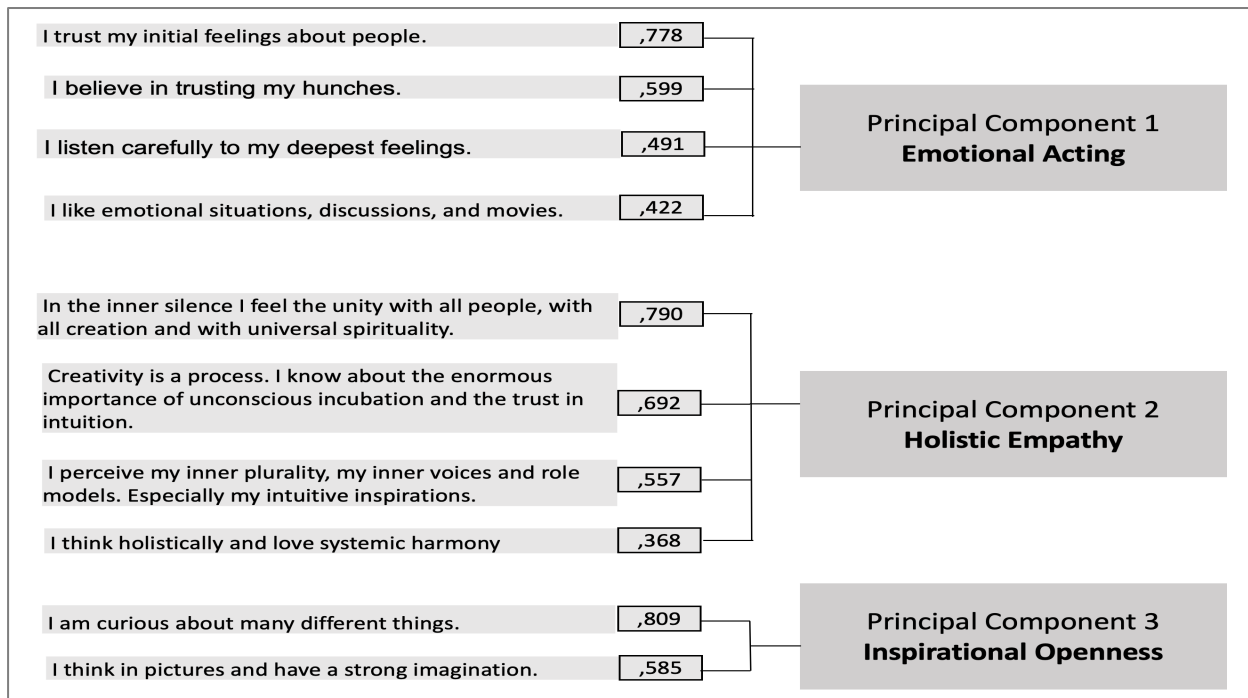 I trust my initial feelings about people.
,778
I believe in trusting my hunches.
,599
I listen carefully to my deepest feelings.
,491
I like emotional situations, discussions, and movies.
,422
Principal Component 1
Emotional Acting
In the inner silence I feel the unity with all people, with
all creation and with universal spirituality.
,790
Creativity is a process. I know about the enormous
importance of unconscious incubation and the trust in
intuition.
,692
I perceive my inner plurality, my inner voices and role
models. Especially my intuitive inspirations.
,557
I think holistically and love systemic harmony
,368
Principal Component 2
Holistic Empathy
I am curious about many different things.
,809
I think in pictures and have a strong imagination.
,585
Principal Component 3
Inspirational Openness